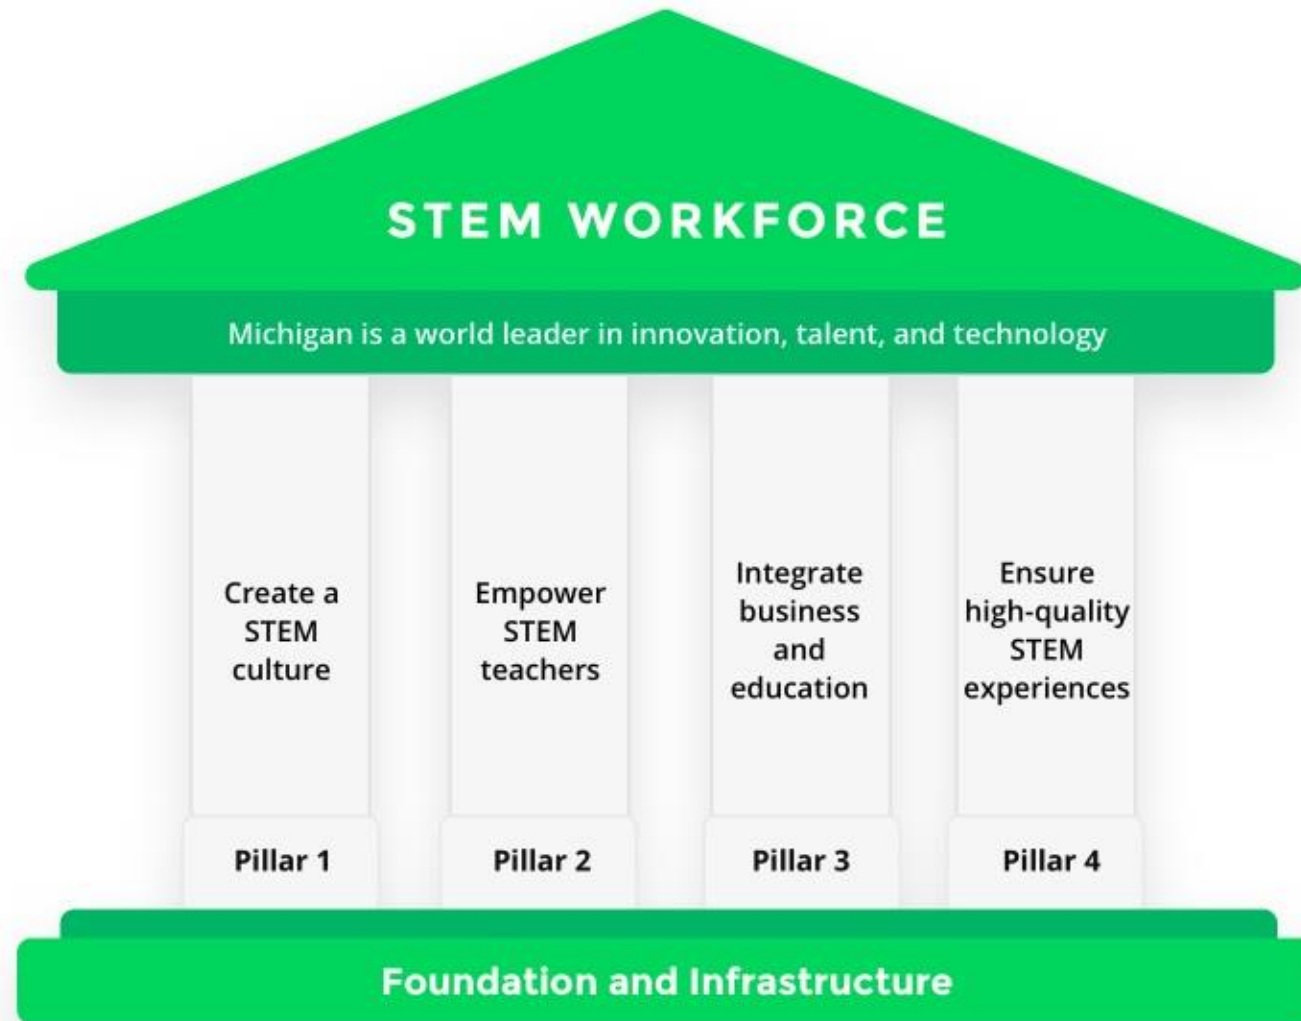 STEM WORKFORCE
Michigan is a world leader in innovation, talent, and technology
Create a
STEM
culture
Empower
STEM
teachers
Integrate
business
and
education
Ensure
high-quality
STEM
experiences
Pillar 1
Pillar 2
Pillar 3
Pillar 4
Foundation and Infrastructure